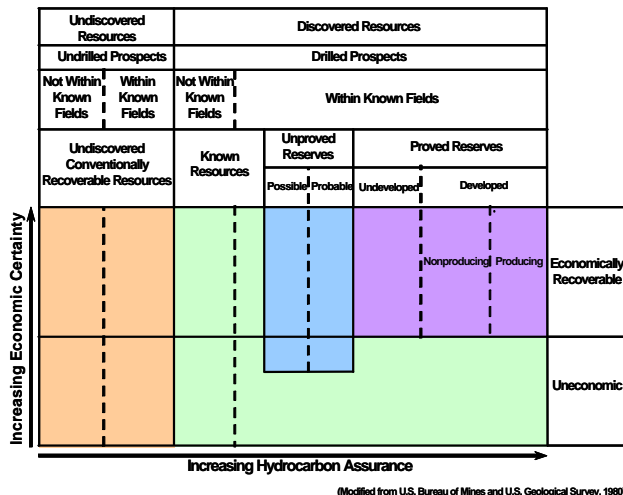 Undiscovered
Resources
Discovered Resources
Undrilled Prospects
Drilled Prospects
Not Within
Known
Fields
Within
Known
Fields
Not Within
Known
Fields
Within Known Fields
Undiscovered
Conventionally
Recoverable Resources
Known
Resources
Unproved
Reserves
Proved Reserves
Possible
Probable
Undeveloped
Developed
Nonproducing
Producing
Economically
Recoverable
Uneconomic
Increasing Economic Certainty
Increasing Hydrocarbon Assurance
(Modified from U.S. Bureau of Mines and U.S. Geological Survey, 1980)